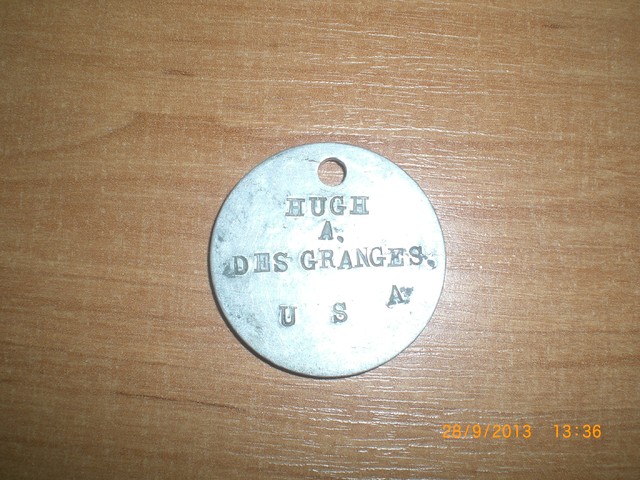 HUGH
A.
DES GRANGES.
U S A
28/9/2013 13:36